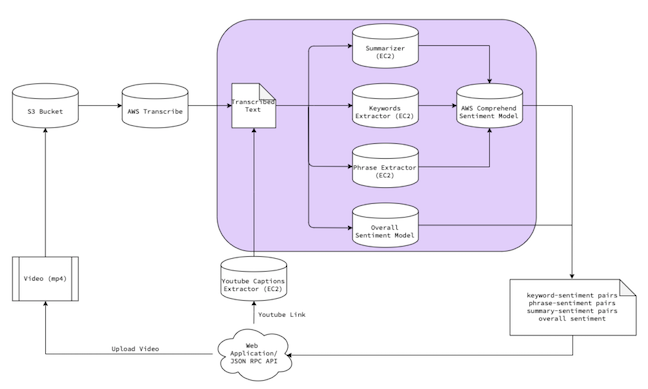 Summarizer
(EC2)
S3 Bucket
AWS Transcribe
Transcribed
Text
Keywords
Extractor (EC2)
AWS Comprehend
Sentiment Model
Phrase Extractor
(EC2)
Overall
Sentiment Model
Video (mp4)
Youtube Captions
Extractor (EC2)
keyword-sentiment pairs
phrase-sentiment pairs
summary-sentiment pairs
overall sentiment
Youtube Link
Upload Video
Web
Application/
JSON RPC API